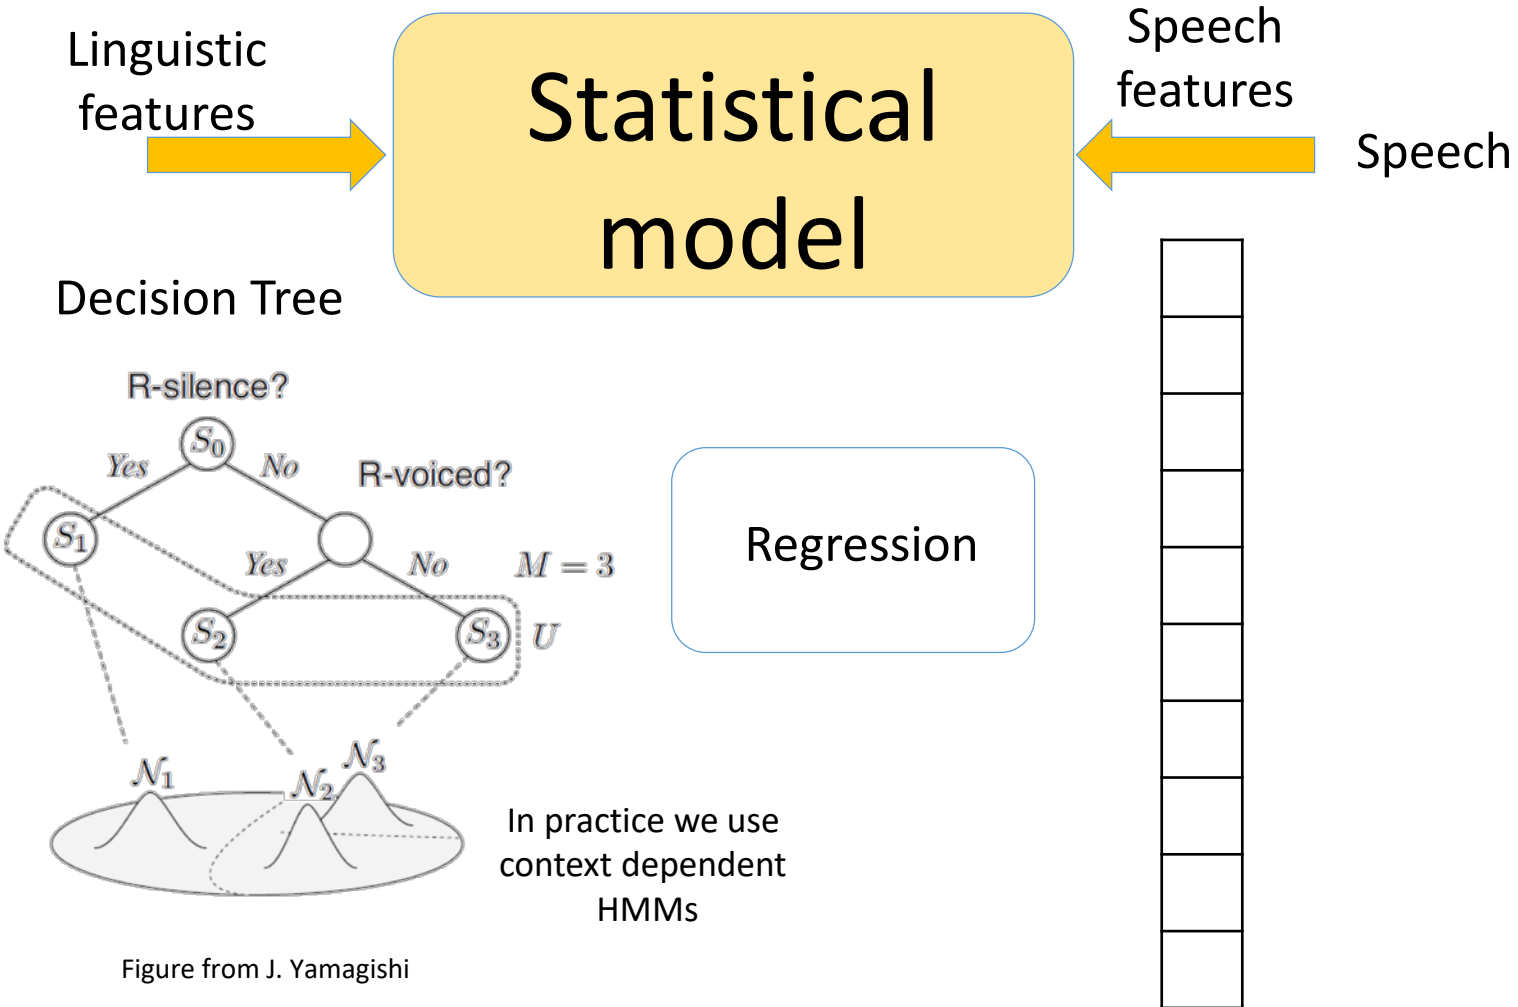 Linguistic
features
Statistical
model
Speech
features
Speech
Decision Tree
R-silence?
S₀
Yes
No
R-voiced?
S₁
Yes
No
M = 3
S₂
S₃
U
Regression
𝒩₁
𝒩₂
𝒩₃
In practice we use
context dependent
HMMs
Figure from J. Yamagishi